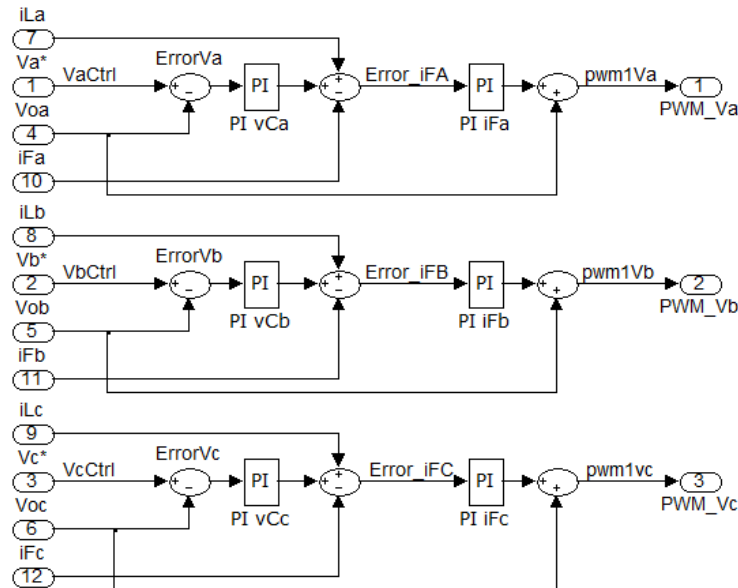 iLa
7
Va*
1
VaCtrl
ErrorVa
PI
PI vCa
Error_iFA
PI
PI iFa
pwm1Va
1
PWM_Va
Voa
4
iFa
10
iLb
8
Vb*
2
VbCtrl
ErrorVb
PI
PI vCb
Error_iFB
PI
PI iFb
pwm1Vb
2
PWM_Vb
Vob
5
iFb
11
iLc
9
Vc*
3
VcCtrl
ErrorVc
PI
PI vCc
Error_iFC
PI
PI iFc
pwm1vc
3
PWM_Vc
Voc
6
iFc
12